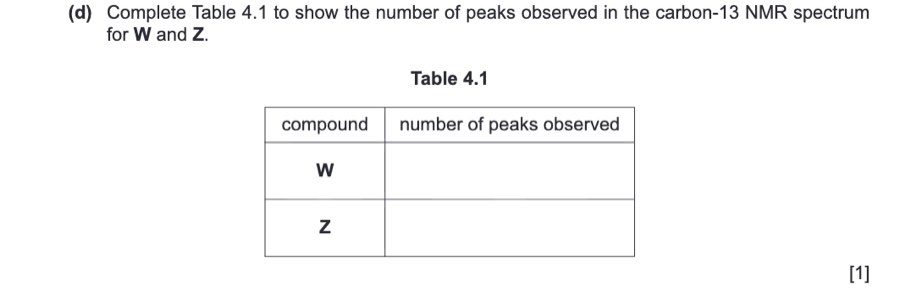 (d) Complete Table 4.1 to show the number of peaks observed in the carbon-13 NMR spectrum
for W and Z.
Table 4.1
compound number of peaks observed
W
Z
[1]